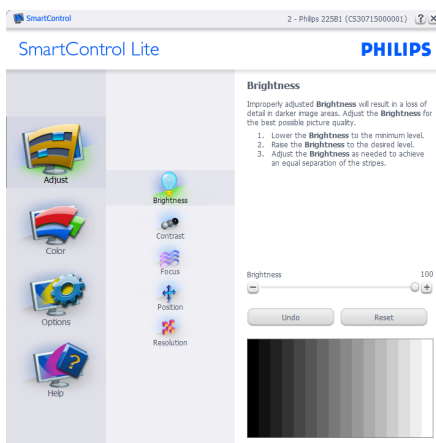 SmartControl
2 - Philips 225B1 (CS30715000001)
SmartControl Lite
PHILIPS
Adjust
Color
Options
Help
Brightness
Contrast
Focus
Position
Resolution
Brightness
Improperly adjusted Brightness will result in a loss of
detail in darker image areas. Adjust the Brightness for
the best possible picture quality.
1. Lower the Brightness to the minimum level.
2. Raise the Brightness to the desired level.
3. Adjust the Brightness as needed to achieve
an equal separation of the stripes.
Brightness 100
Undo
Reset